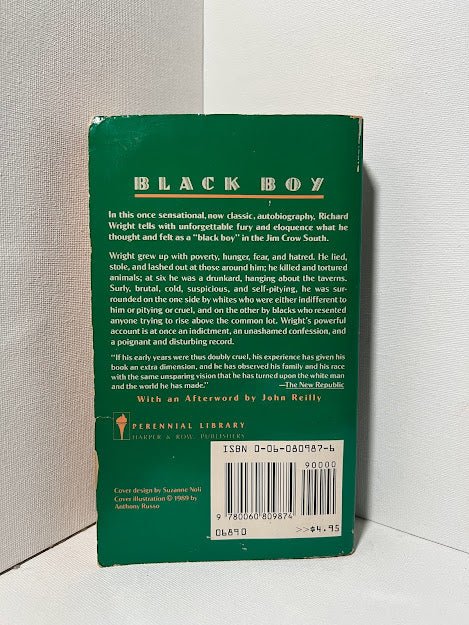 BLACK BOY
In this once sensational, now classic, autobiography, Richard
Wright tells with unforgettable fury and eloquence what he
thought and felt as a "black boy" in the Jim Crow South.
Wright grew up with poverty, hunger, fear, and hatred. He lied,
stole, and lashed out at those around him; he killed and tortured
animals; at six he was a drunkard, hanging about the taverns.
Surly, brutal, cold, suspicious, and self-pitying, he was sur-
rounded on the one side by whites who were either indifferent to
him or pitying or cruel, and on the other by blacks who resented
anyone trying to rise above the common lot. Wright's powerful
account is at once an indictment, an unashamed confession, and
a poignant and disturbing record.
"If his early years were thus doubly cruel, his experience has given his
book an extra dimension, and he has observed his family and his race
with the same unsparing vision that he has turned upon the white man
and the world he has made." —The New Republic
With an Afterword by John Reilly
PERENNIAL LIBRARY
HARPER & ROW, PUBLISHERS
Cover design by Suzanne Noli
Cover illustration © 1989 by
Anthony Russo
ISBN 0-06-080987-6
90000
9 780060 809874
06890 >>$4.95